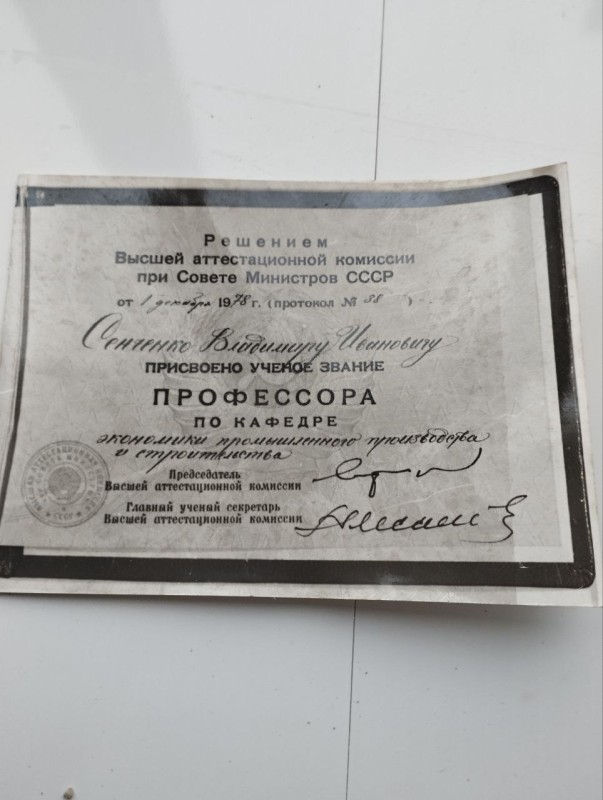 Решением
Высшей аттестационной комиссии
при Совете Министров СССР
от 1 декабря 1978 г. (протокол № 58 )
Сенченко Владимиру Ивановичу
ПРИСВОЕНО УЧЕНОЕ ЗВАНИЕ
ПРОФЕССОРА
ПО КАФЕДРЕ
экономики промышленного производства
и строительства
Председатель
Высшей аттестационной комиссии
Главный ученый секретарь
Высшей аттестационной комиссии